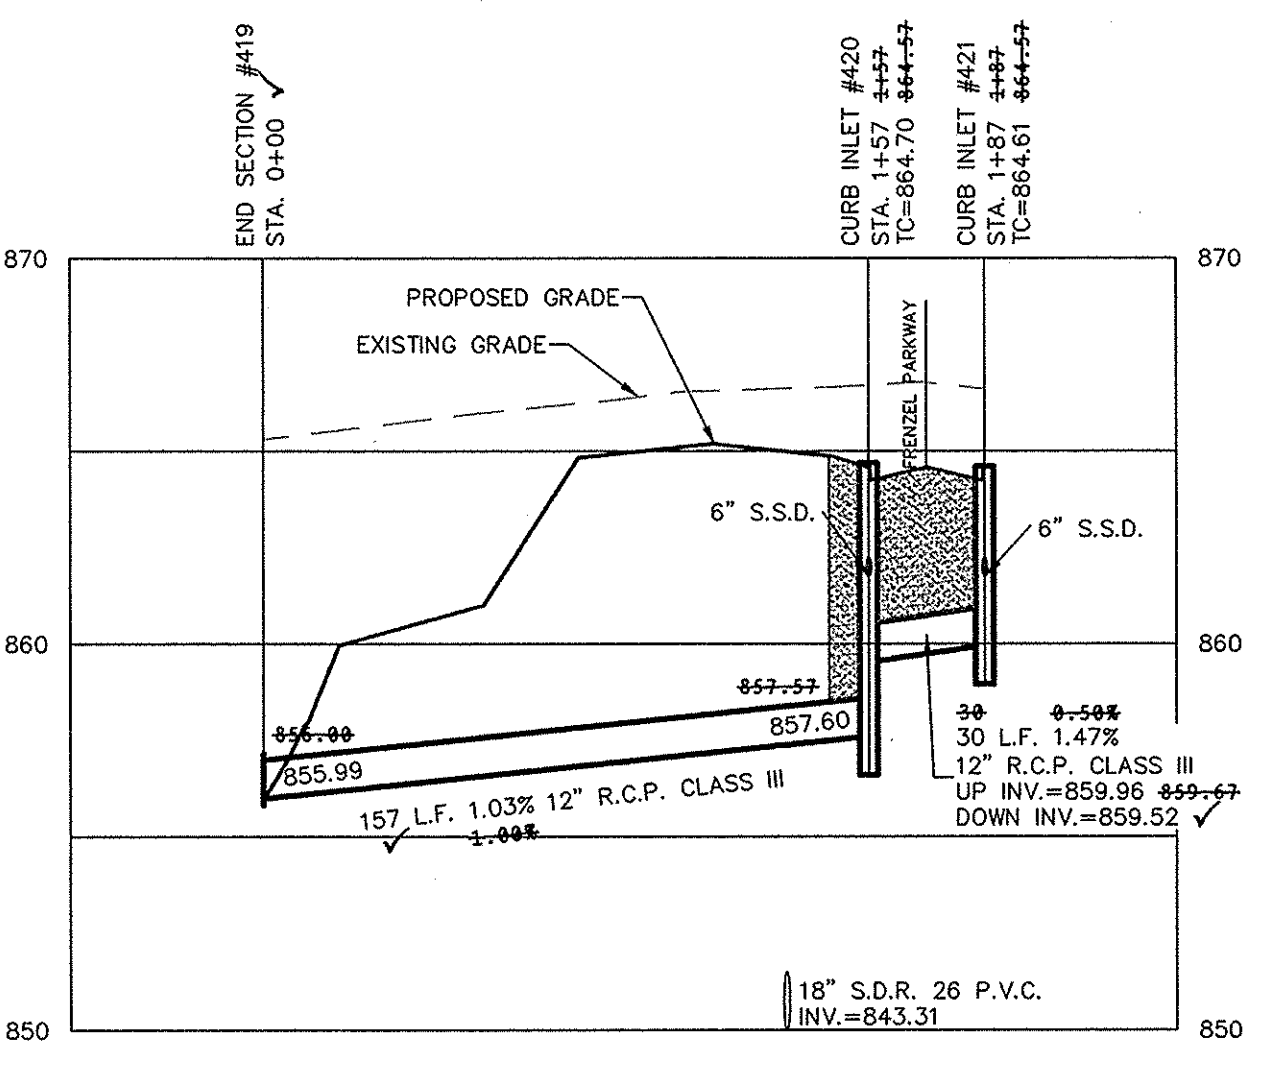 END SECTION #419
STA. 0+00 ✓
CURB INLET #420
STA. 1+57 1+57
TC=864.70 864.57
CURB INLET #421
STA. 1+87 1+87
TC=864.61 864.57
870
870
PROPOSED GRADE
EXISTING GRADE
FRENZEL PARKWAY
6" S.S.D.
6" S.S.D.
860
860
857.57
857.60
856.00
855.99
157 L.F. 1.03% 12" R.C.P. CLASS III
✓ 1.00%
30 0.50%
30 L.F. 1.47%
12" R.C.P. CLASS III
UP INV.=859.96 859.67
DOWN INV.=859.52 ✓
18" S.D.R. 26 P.V.C.
INV.=843.31
850
850